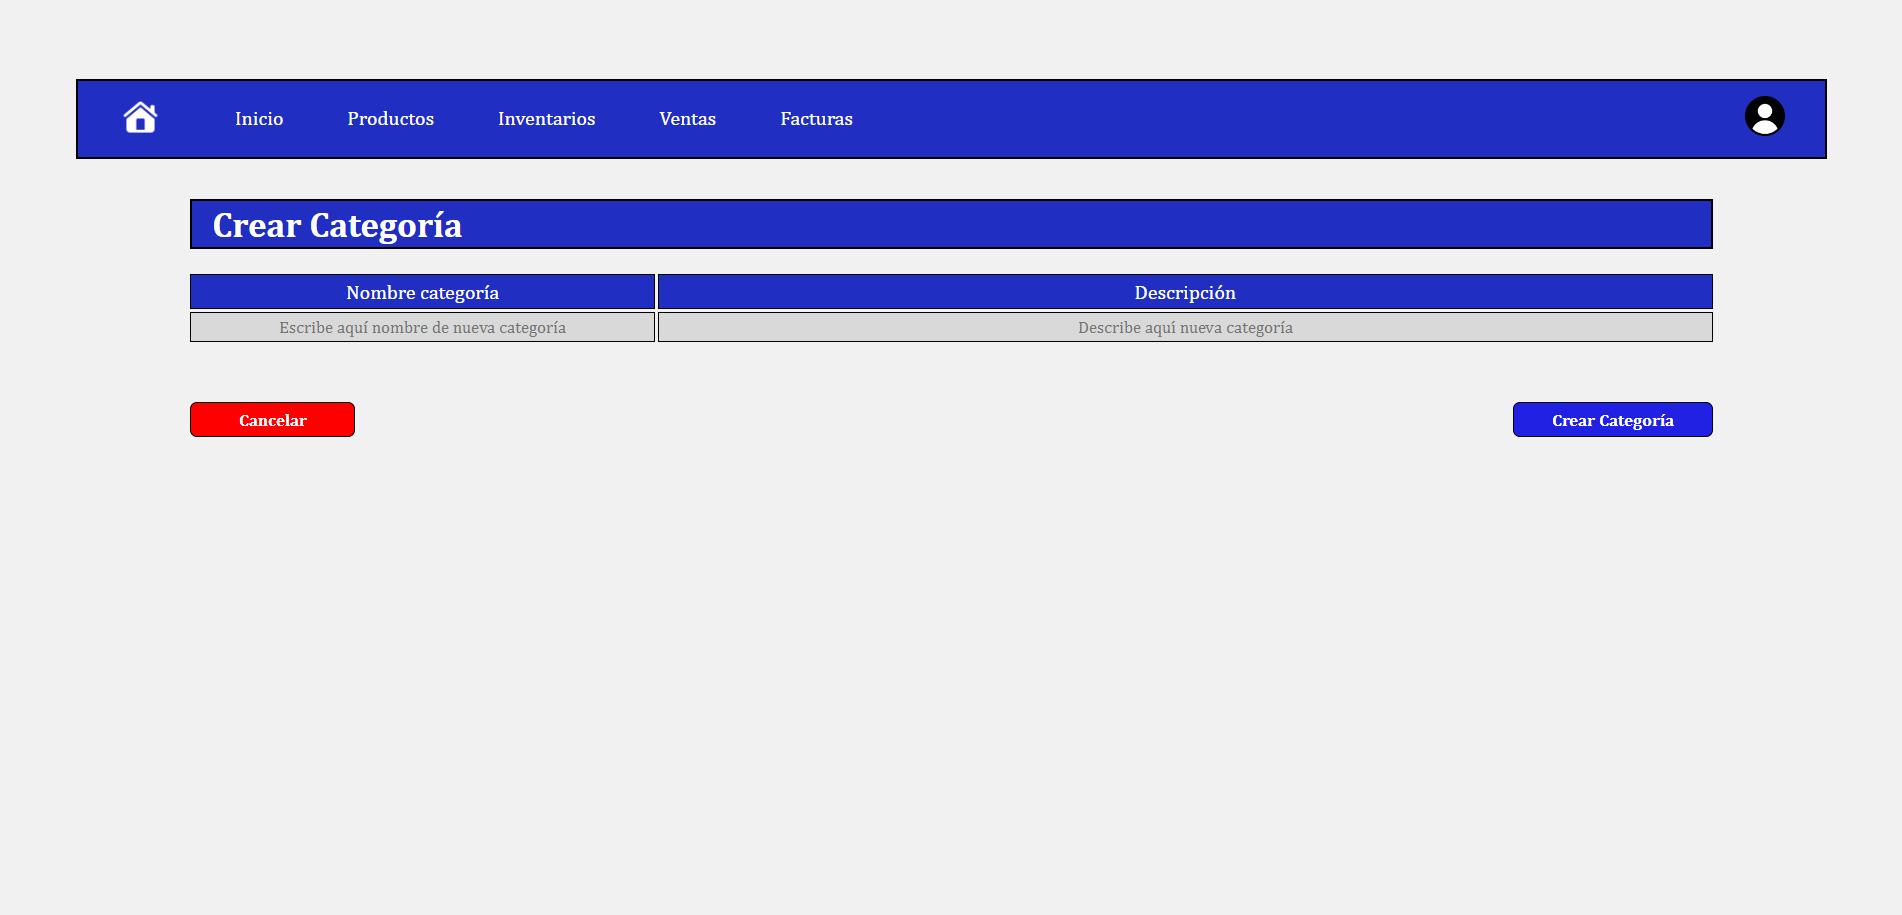 Inicio Productos Inventarios Ventas Facturas
Crear Categoría
Nombre categoría Descripción
Escribe aquí nombre de nueva categoría Describe aquí nueva categoría
Cancelar Crear Categoría